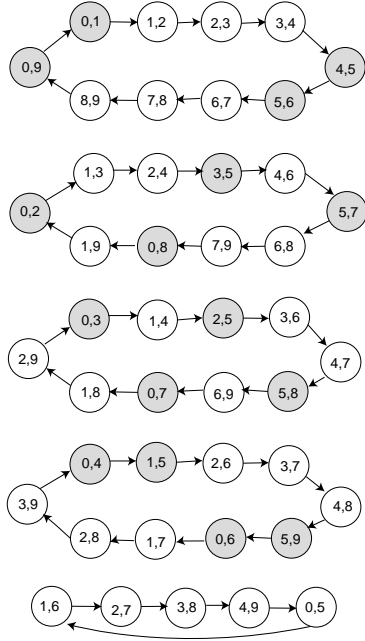 0,1 1,2 2,3 3,4
0,9 4,5
8,9 7,8 6,7 5,6
1,3 2,4 3,5 4,6
0,2 5,7
1,9 0,8 7,9 6,8
0,3 1,4 2,5 3,6
2,9 4,7
1,8 0,7 6,9 5,8
0,4 1,5 2,6 3,7
3,9 4,8
2,8 1,7 0,6 5,9
1,6 2,7 3,8 4,9 0,5